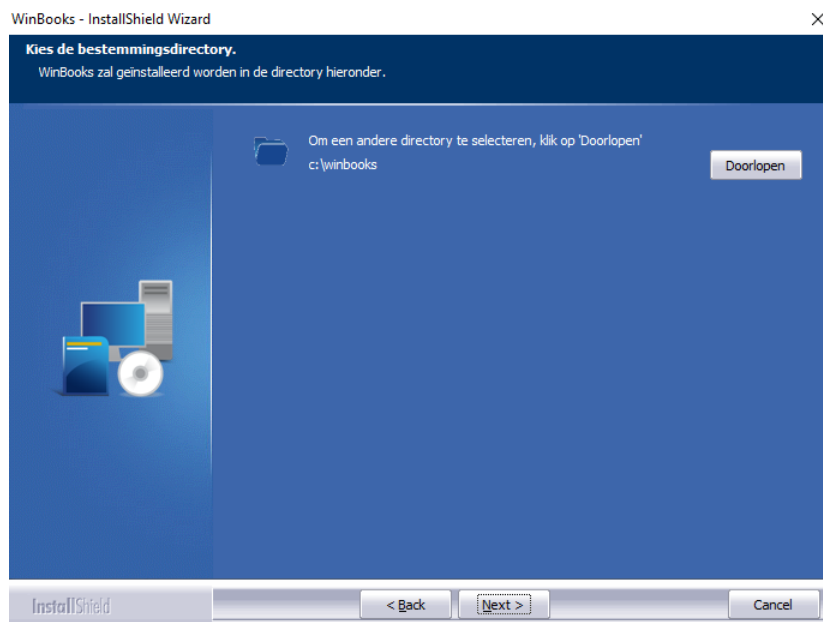 WinBooks - InstallShield Wizard
Kies de bestemmingsdirectory.
WinBooks zal geïnstalleerd worden in de directory hieronder.
Om een andere directory te selecteren, klik op 'Doorlopen'
c:\winbooks
Doorlopen
InstallShield
< Back
Next >
Cancel